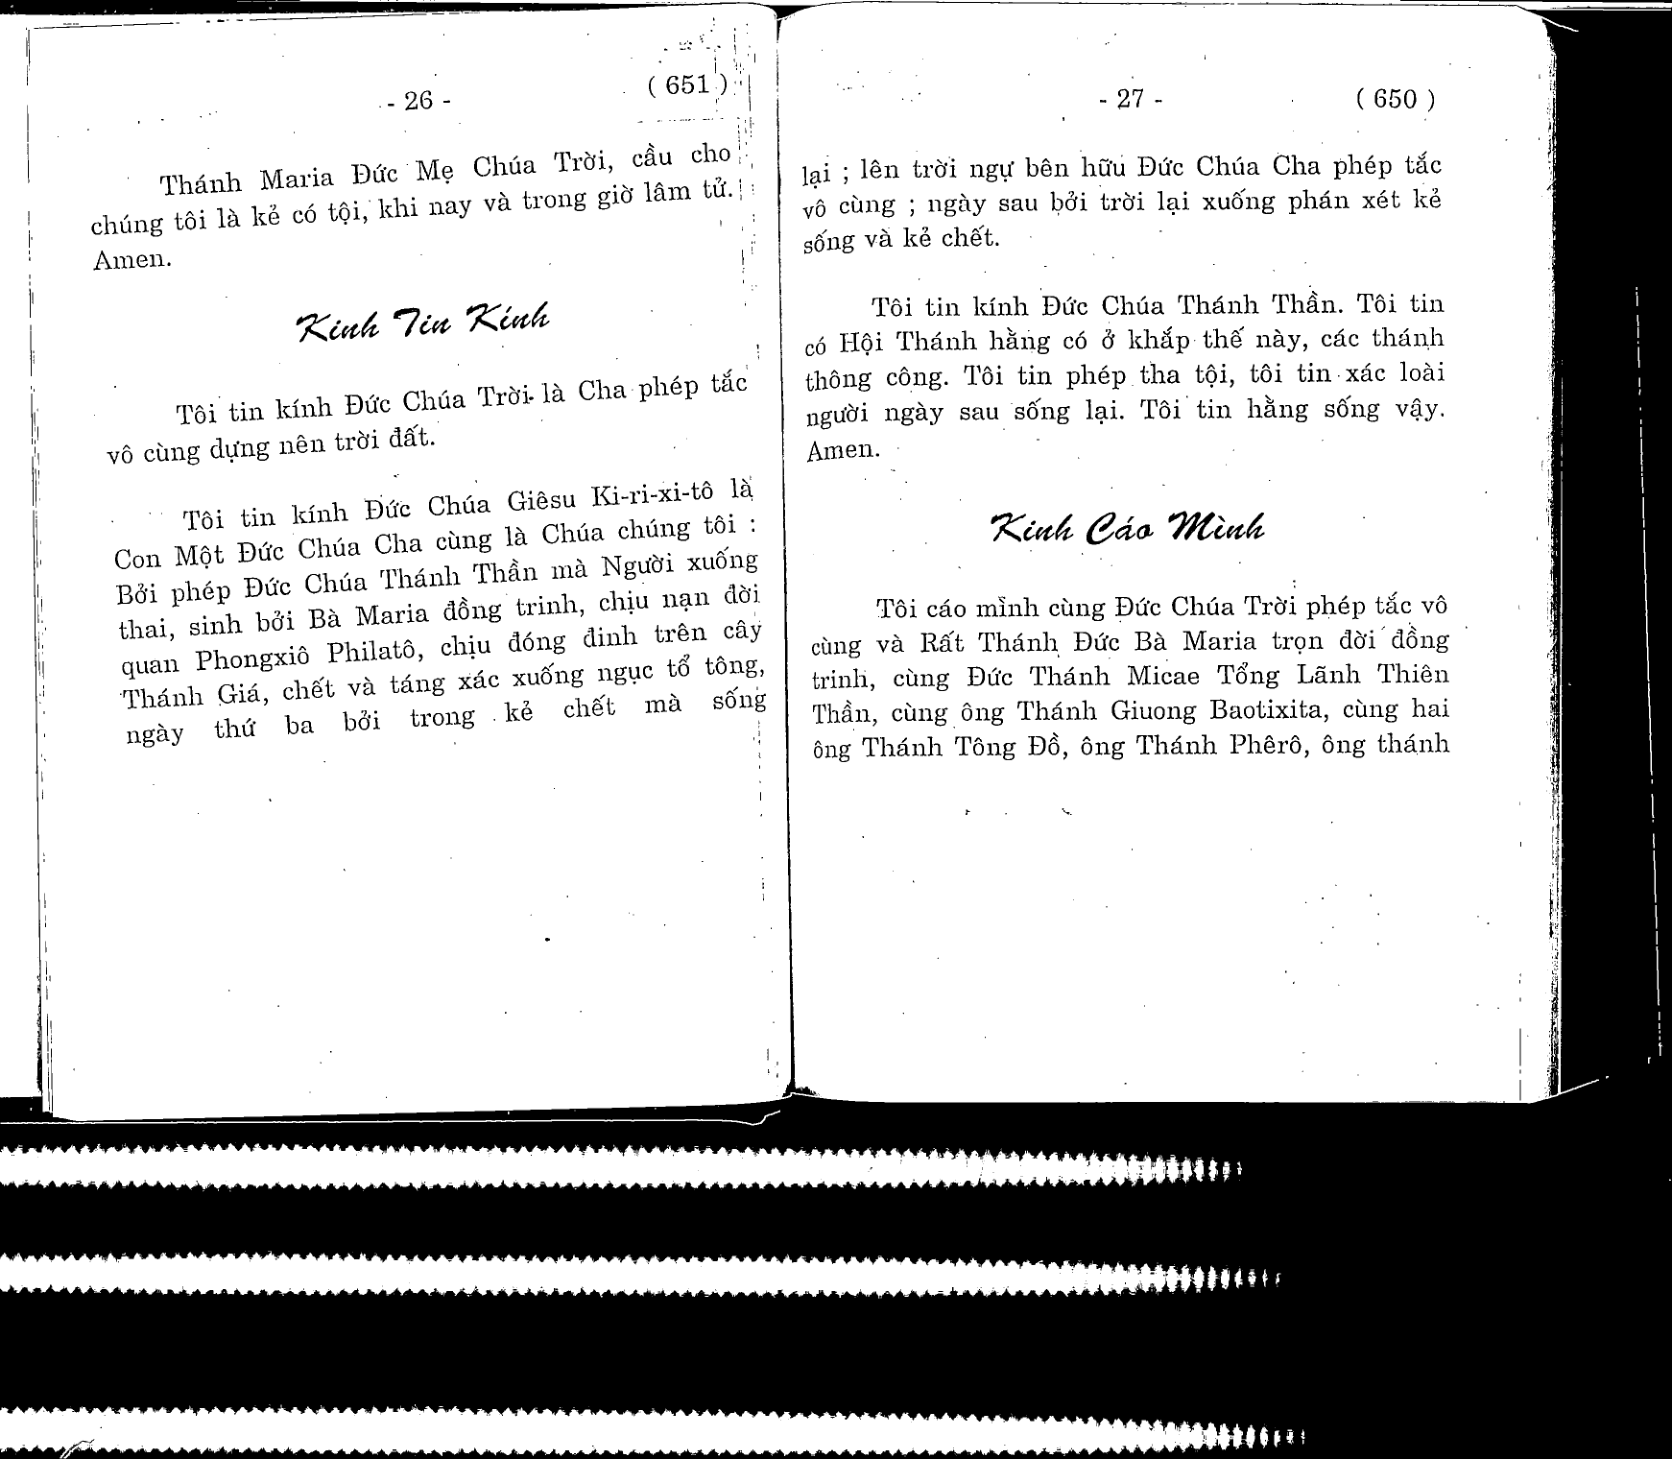 - 26 -
( 651 )
Thánh Maria Đức Mẹ Chúa Trời, cầu cho
chúng tôi là kẻ có tội, khi nay và trong giờ lâm tử.
Amen.
Kinh Tin Kính
Tôi tin kính Đức Chúa Trời là Cha phép tắc
vô cùng dựng nên trời đất.
Tôi tin kính Đức Chúa Giêsu Ki-ri-xi-tô là
Con Một Đức Chúa Cha cùng là Chúa chúng tôi :
Bởi phép Đức Chúa Thánh Thần mà Người xuống
thai, sinh bởi Bà Maria đồng trinh, chịu nạn đời
quan Phongxiô Philatô, chịu đóng đinh trên cây
Thánh Giá, chết và táng xác xuống ngục tổ tông,
ngày thứ ba bởi trong kẻ chết mà sống
- 27 -
( 650 )
lại ; lên trời ngự bên hữu Đức Chúa Cha phép tắc
vô cùng ; ngày sau bởi trời lại xuống phán xét kẻ
sống và kẻ chết.
Tôi tin kính Đức Chúa Thánh Thần. Tôi tin
có Hội Thánh hằng có ở khắp thế này, các thánh
thông công. Tôi tin phép tha tội, tôi tin xác loài
người ngày sau sống lại. Tôi tin hằng sống vậy.
Amen.
Kinh Cáo Mình
Tôi cáo mình cùng Đức Chúa Trời phép tắc vô
cùng và Rất Thánh Đức Bà Maria trọn đời đồng
trinh, cùng Đức Thánh Micae Tổng Lãnh Thiên
Thần, cùng ông Thánh Giuong Baotixita, cùng hai
ông Thánh Tông Đồ, ông Thánh Phêrô, ông thánh